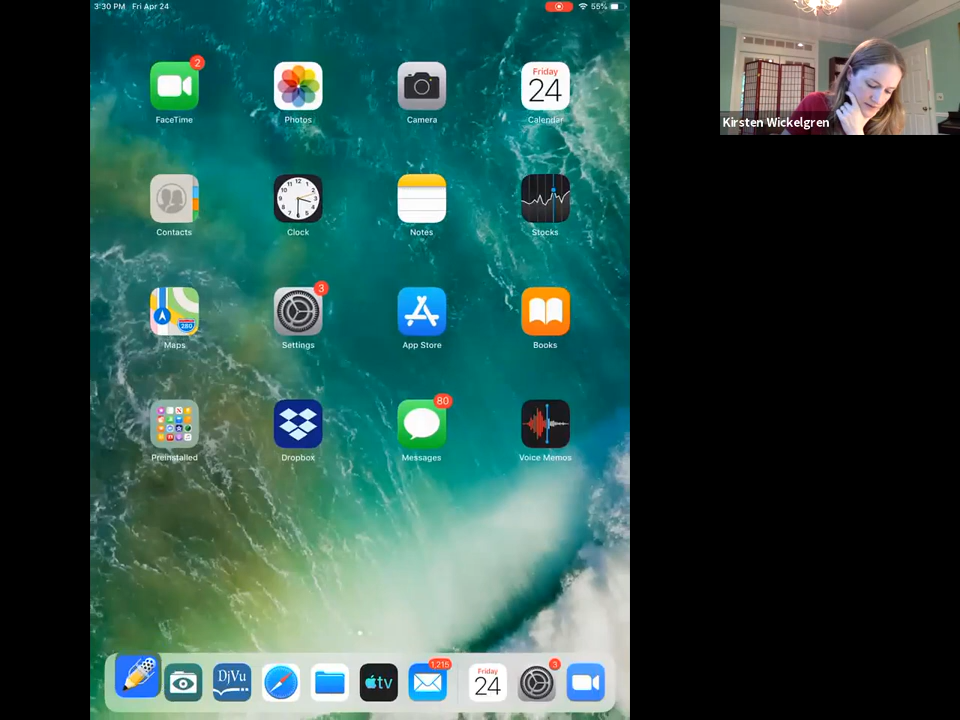 3:30 PM Fri Apr 24
55%
2
Friday
24
FaceTime
Photos
Camera
Calendar
Kirsten Wickelgren
Contacts
Clock
Notes
Stocks
3
280
Maps
Settings
App Store
Books
80
Preinstalled
Dropbox
Messages
Voice Memos
DjVu
tv
1,215
Friday
24
3